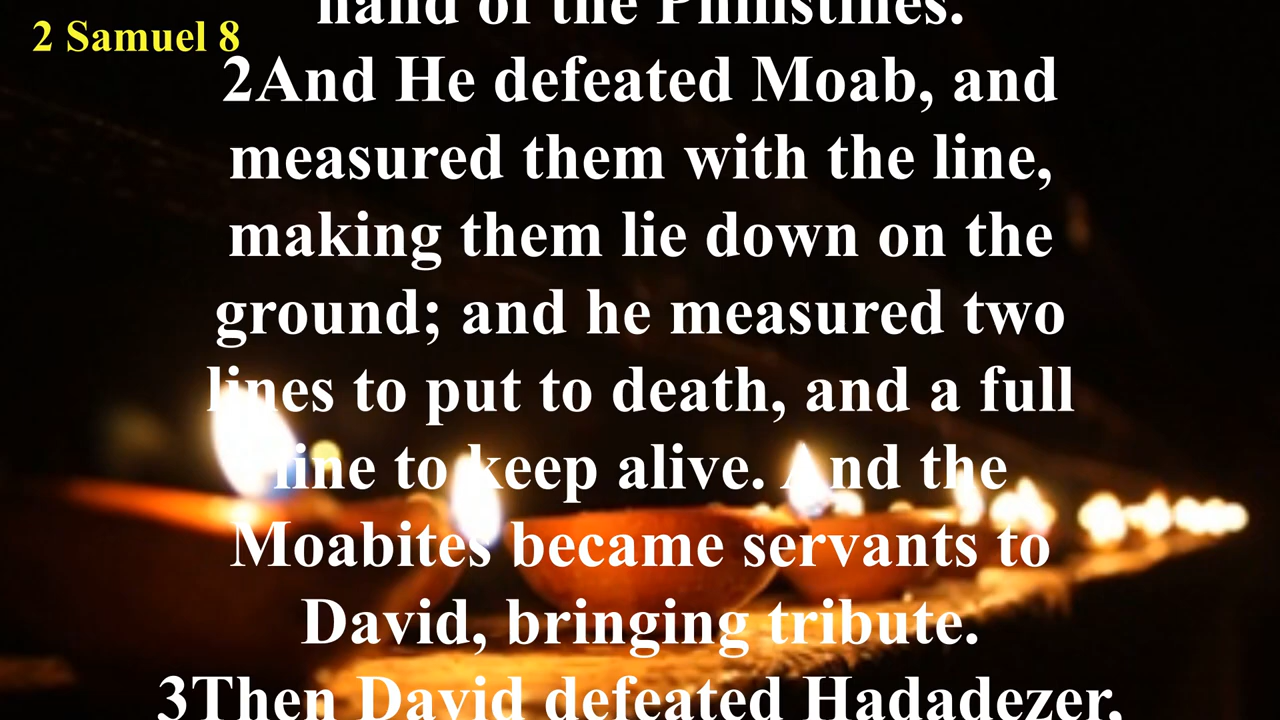 2 Samuel 8
hand of the Philistines.
2And He defeated Moab, and
measured them with the line,
making them lie down on the
ground; and he measured two
lines to put to death, and a full
line to keep alive. And the
Moabites became servants to
David, bringing tribute.
3Then David defeated Hadadezer,